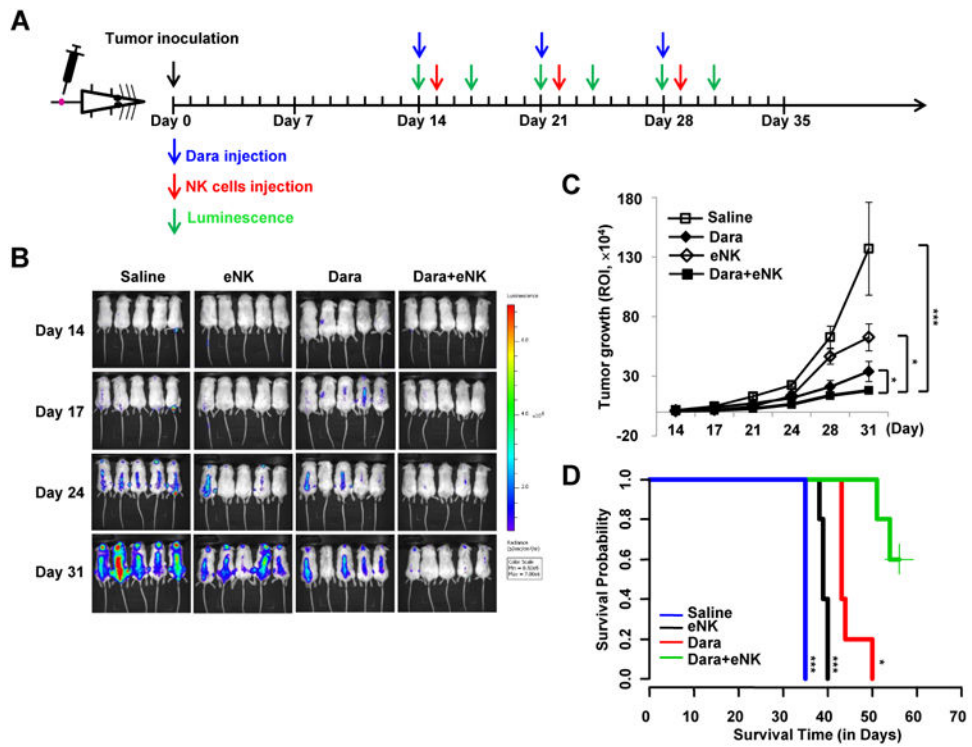 A
Tumor inoculation
Day 0 Day 7 Day 14 Day 21 Day 28 Day 35
Dara injection
NK cells injection
Luminescence
B
Saline eNK Dara Dara+eNK
Day 14
Day 17
Day 24
Day 31
Luminescence
Color Scale
C
Tumor growth (ROI, ×10⁴)
180
130
80
30
-20
Saline
Dara
eNK
Dara+eNK
***
*
*
14 17 21 24 28 31 (Day)
D
Survival Probability
1.0
0.8
0.6
0.4
0.2
0.0
Saline
eNK
Dara
Dara+eNK
*** *** *
0 10 20 30 40 50 60 70
Survival Time (in Days)